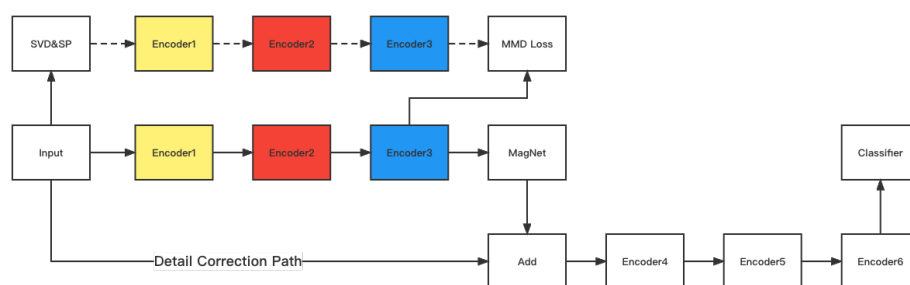 SVD&SP
Encoder1
Encoder2
Encoder3
MMD Loss
Input
Encoder1
Encoder2
Encoder3
MagNet
Classifier
Detail Correction Path
Add
Encoder4
Encoder5
Encoder6